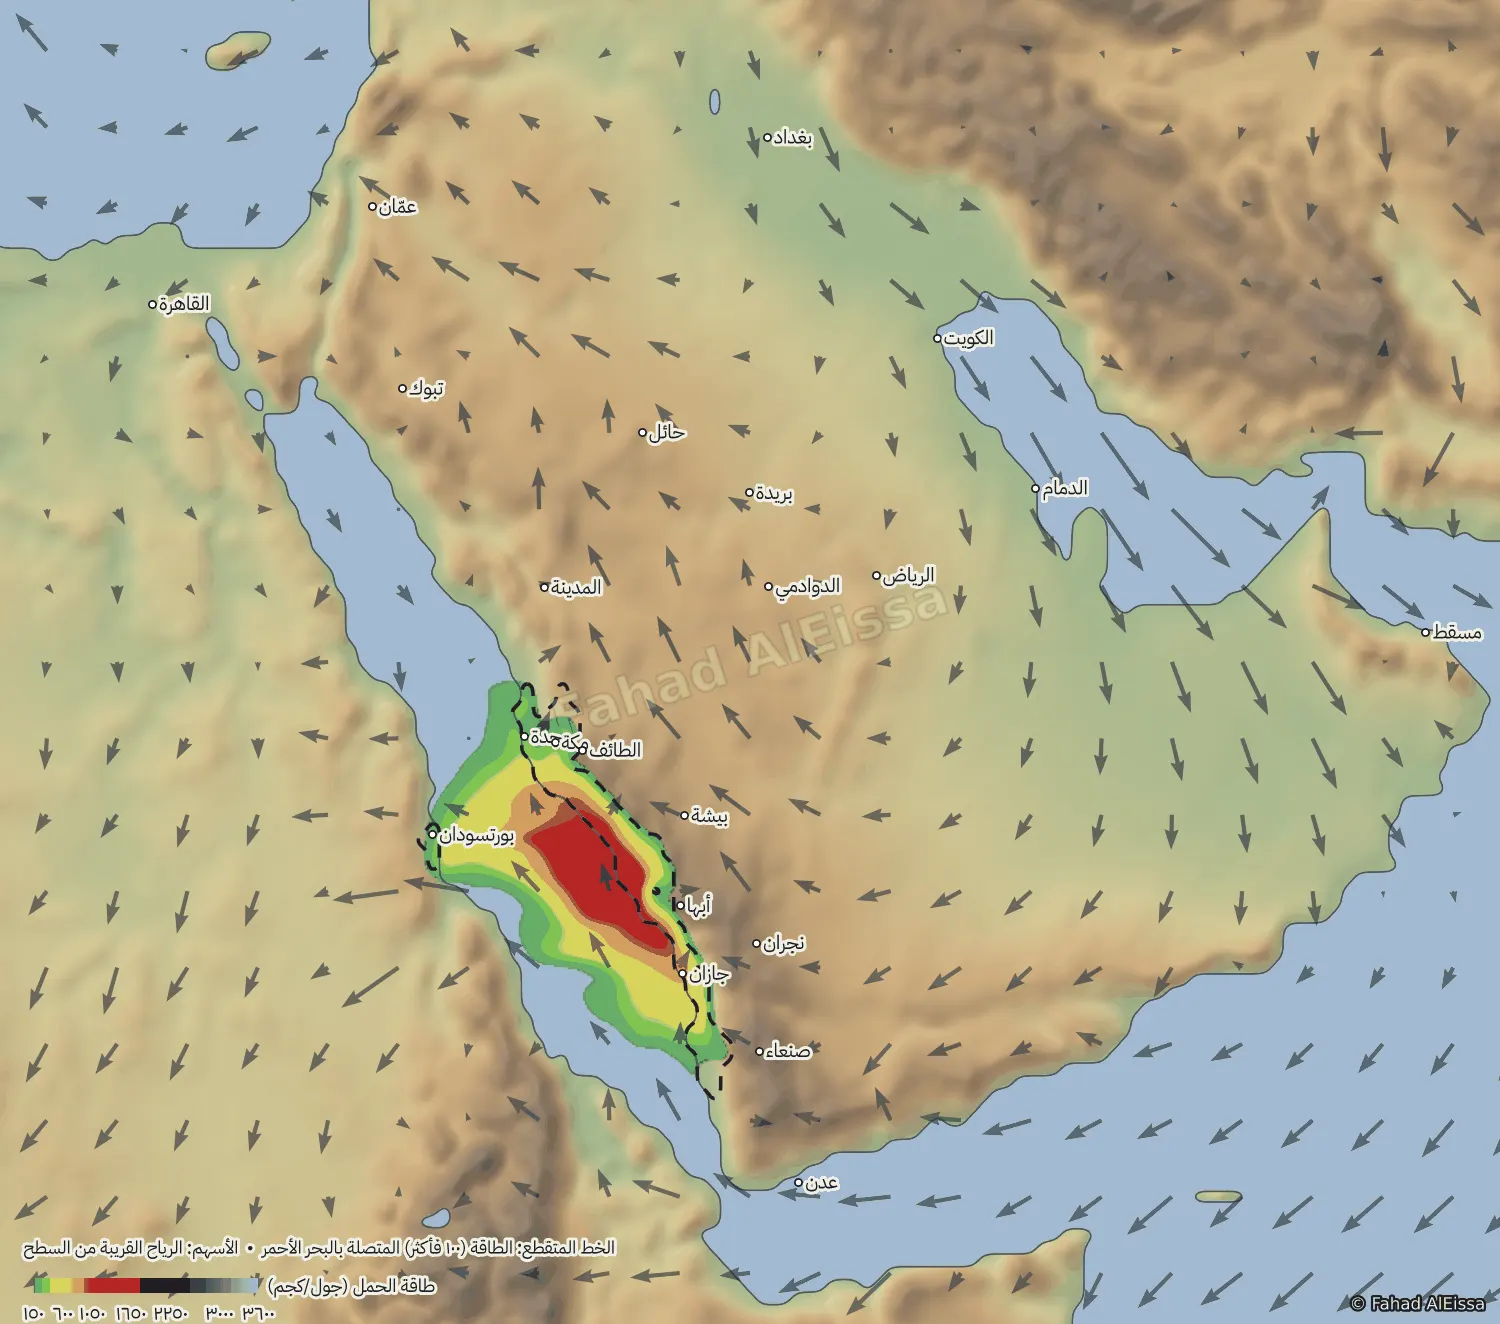 بغداد
عمّان
القاهرة
الكويت
تبوك
حائل
الدمام
بريدة
الرياض
الدوادمي
المدينة
مسقط
Fahad AlEissa
جدة
مكة
الطائف
بيشة
بورتسودان
أبها
نجران
جازان
صنعاء
عدن
الخط المتقطع: الطاقة (١٠٠ فأكثر) المتصلة بالبحر الأحمر • الأسهم: الرياح القريبة من السطح
طاقة الحمل (جول/كجم)
١٥٠ ٦٠٠ ١٠٥٠ ١٦٥٠ ٢٢٥٠ ٣٠٠٠ ٣٦٠٠
© Fahad AlEissa